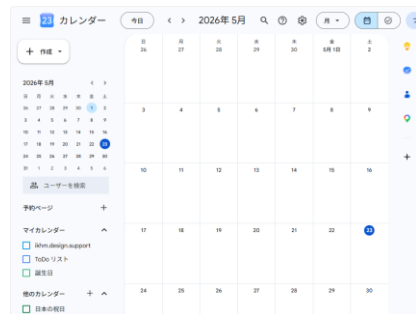 23 カレンダー 今日 2026年 5月 月
作成
2026年 5月
日 月 火 水 木 金 土
26 27 28 29 30 1 2
3 4 5 6 7 8 9
10 11 12 13 14 15 16
17 18 19 20 21 22 23
24 25 26 27 28 29 30
31 1 2 3 4 5 6
ユーザーを検索
予約ページ
マイカレンダー
ikhm.design.support
ToDo リスト
誕生日
他のカレンダー
日本の祝日
日 月 火 水 木 金 土
26 27 28 29 30 5月 1日 2
3 4 5 6 7 8 9
10 11 12 13 14 15 16
17 18 19 20 21 22 23
24 25 26 27 28 29 30